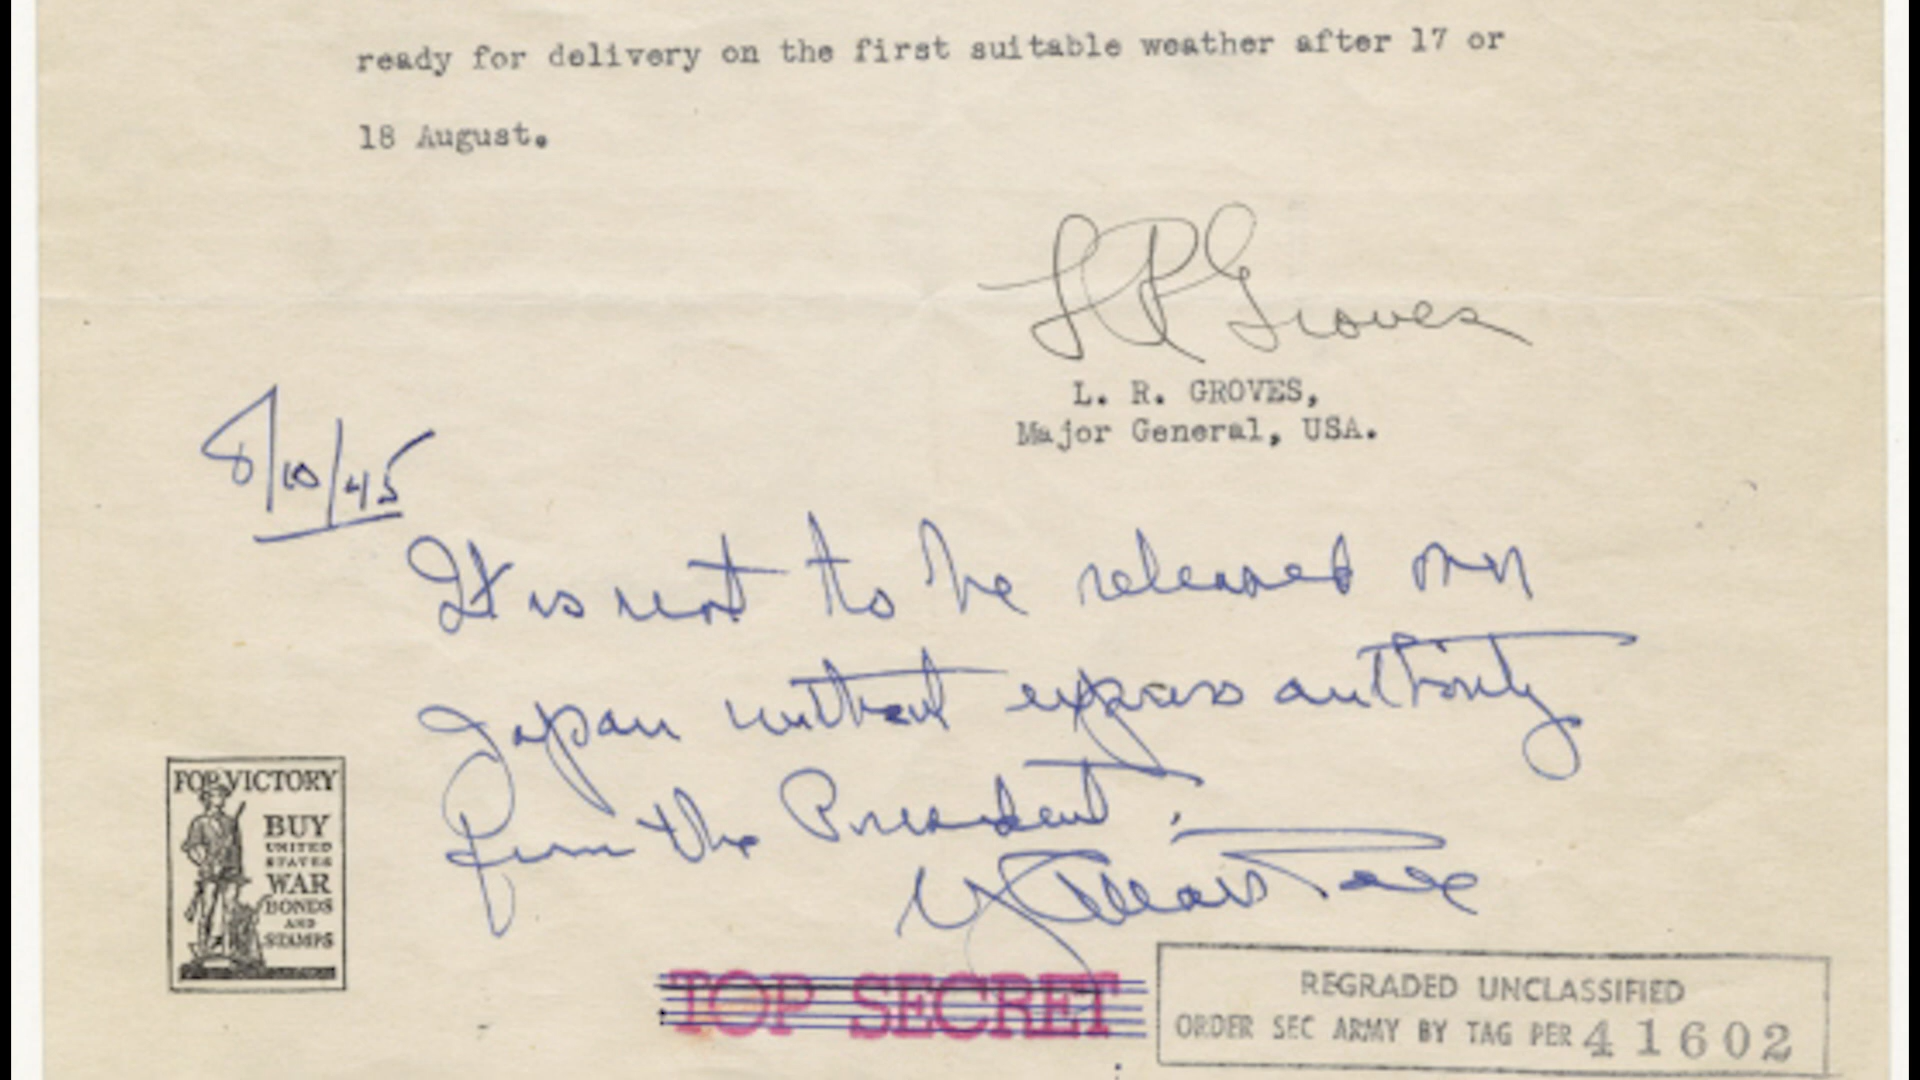 ready for delivery on the first suitable weather after 17 or
18 August.
L R Groves
L. R. GROVES,
Major General, USA.
8/10/45
It is not to be released over
Japan without express authority
from the President.
FOR VICTORY
BUY
UNITED
STATES
WAR
BONDS
AND
STAMPS
TOP SECRET
REGRADED UNCLASSIFIED
ORDER SEC ARMY BY TAG PER 41602